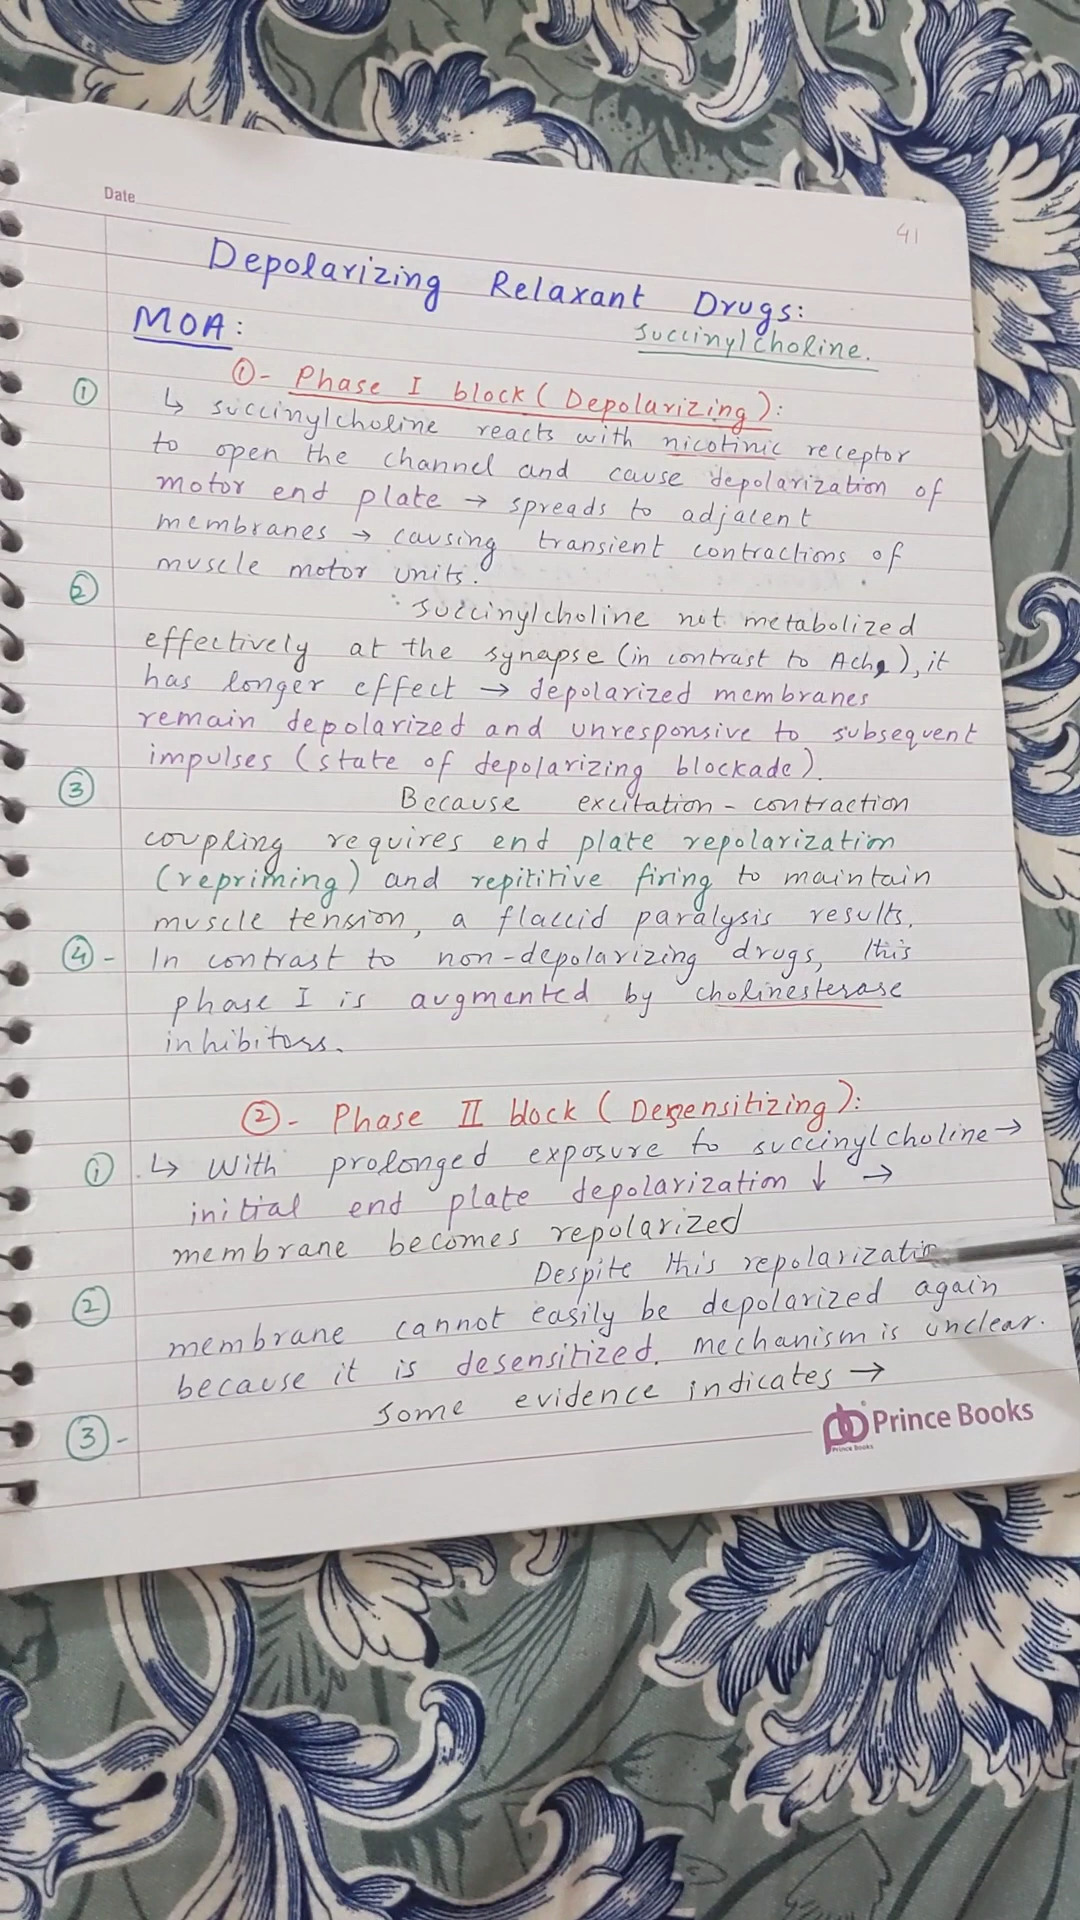 Date
41
Depolarizing Relaxant Drugs:
MOA:
Succinylcholine.
①- Phase I block (Depolarizing):
① ↳ succinylcholine reacts with nicotinic receptor
to open the channel and cause depolarization of
motor end plate → spreads to adjacent
membranes → causing transient contractions of
muscle motor units.
② Succinylcholine not metabolized
effectively at the synapse (in contrast to Ach), it
has longer effect → depolarized membranes
remain depolarized and unresponsive to subsequent
impulses (state of depolarizing blockade).
③ Because excitation - contraction
coupling requires end plate repolarization
(repriming) and repititive firing to maintain
muscle tension, a flaccid paralysis results.
④- In contrast to non-depolarizing drugs, this
phase I is augmented by cholinesterase
inhibitors.
②- Phase II block (Desensitizing):
① ↳ With prolonged exposure to succinylcholine →
initial end plate depolarization ↓ →
membrane becomes repolarized
② Despite this repolarizatio
membrane cannot easily be depolarized again
because it is desensitized. mechanism is unclear.
③- Some evidence indicates →
Prince Books
Prince Books